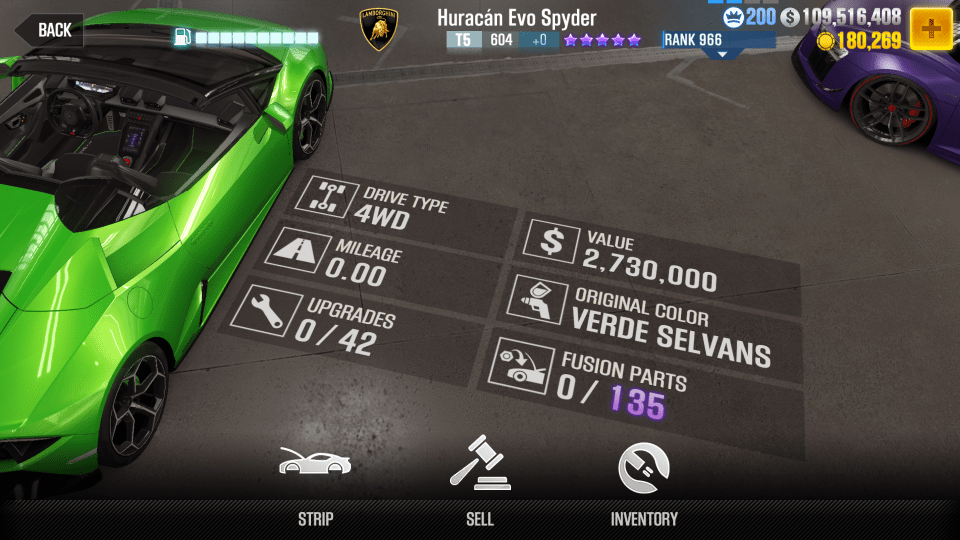 BACK
LAMBORGHINI
Huracán Evo Spyder
T5 604 +0
RANK 966
200 $ 109,516,408
180,269
DRIVE TYPE
4WD
MILEAGE
0.00
UPGRADES
0 / 42
$ VALUE
2,730,000
ORIGINAL COLOR
VERDE SELVANS
FUSION PARTS
0 / 135
STRIP
SELL
INVENTORY